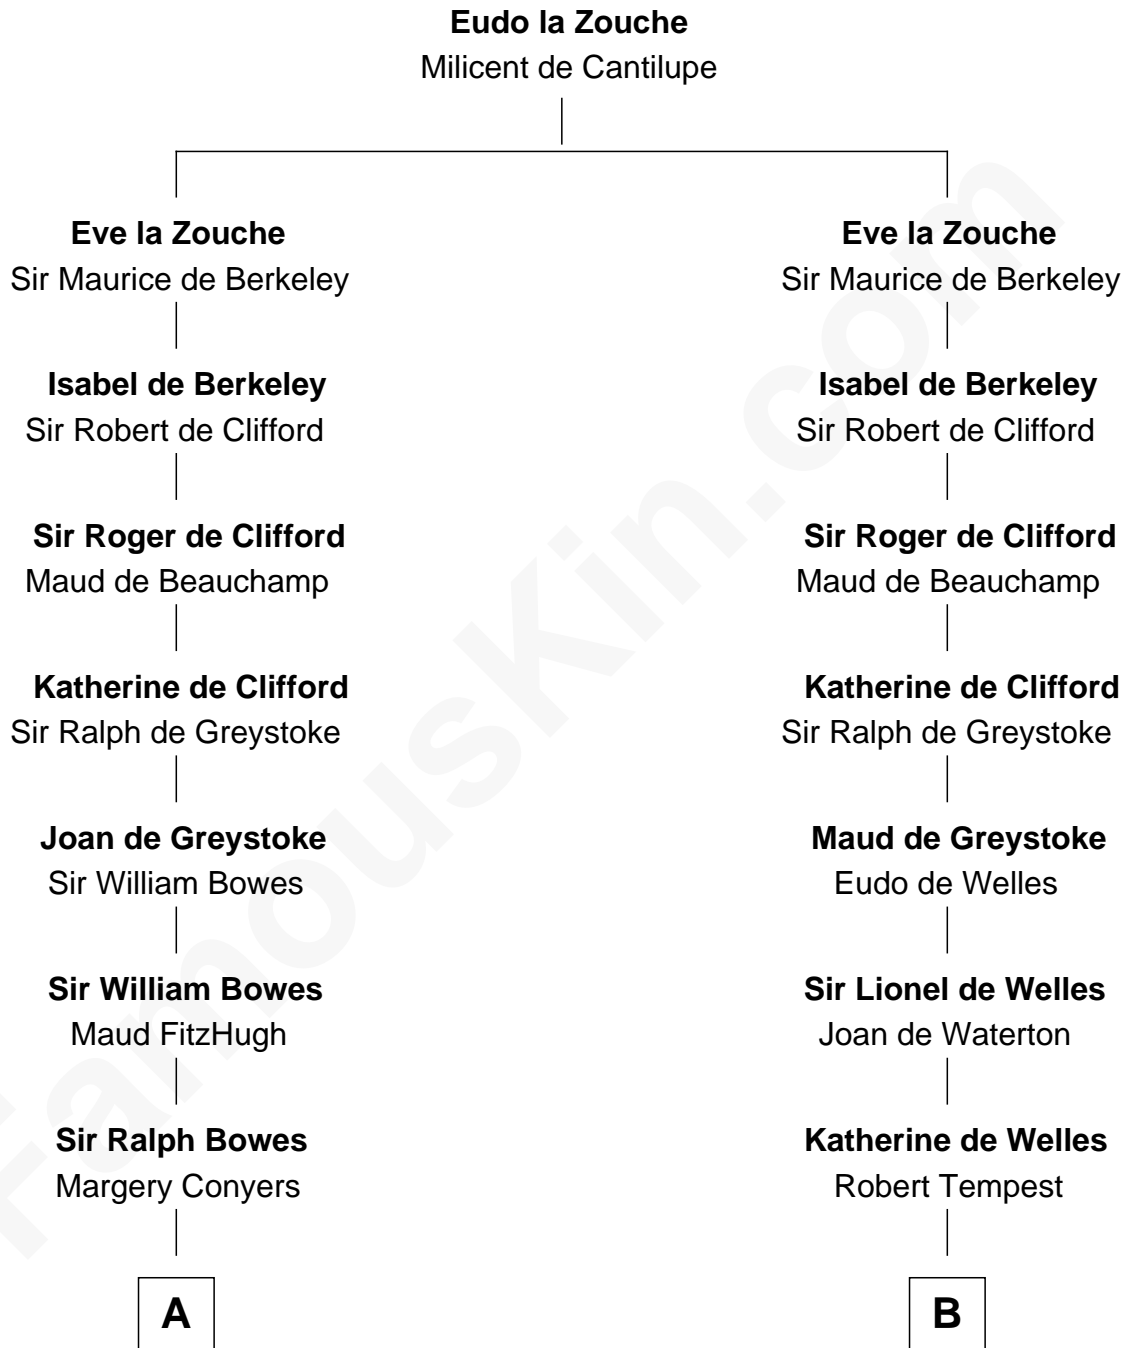 Eudo la Zouche
Milicent de Cantilupe
Eve la Zouche
Sir Maurice de Berkeley
Isabel de Berkeley
Sir Robert de Clifford
Sir Roger de Clifford
Maud de Beauchamp
Katherine de Clifford
Sir Ralph de Greystoke
Joan de Greystoke
Sir William Bowes
Sir William Bowes
Maud FitzHugh
Sir Ralph Bowes
Margery Conyers
A
Eve la Zouche
Sir Maurice de Berkeley
Isabel de Berkeley
Sir Robert de Clifford
Sir Roger de Clifford
Maud de Beauchamp
Katherine de Clifford
Sir Ralph de Greystoke
Maud de Greystoke
Eudo de Welles
Sir Lionel de Welles
Joan de Waterton
Katherine de Welles
Robert Tempest
B
FamousKin.com